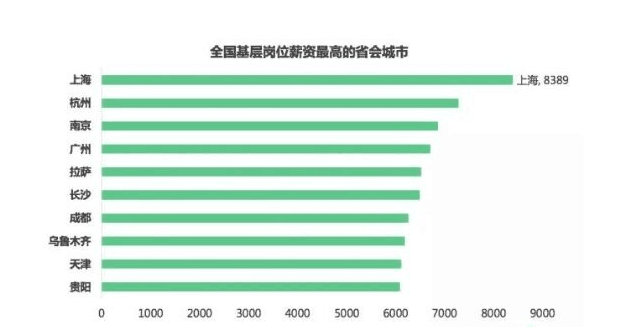 全国基层岗位薪资最高的省会城市
上海
上海, 8389
杭州
南京
广州
拉萨
长沙
成都
乌鲁木齐
天津
贵阳
0 1000 2000 3000 4000 5000 6000 7000 8000 9000